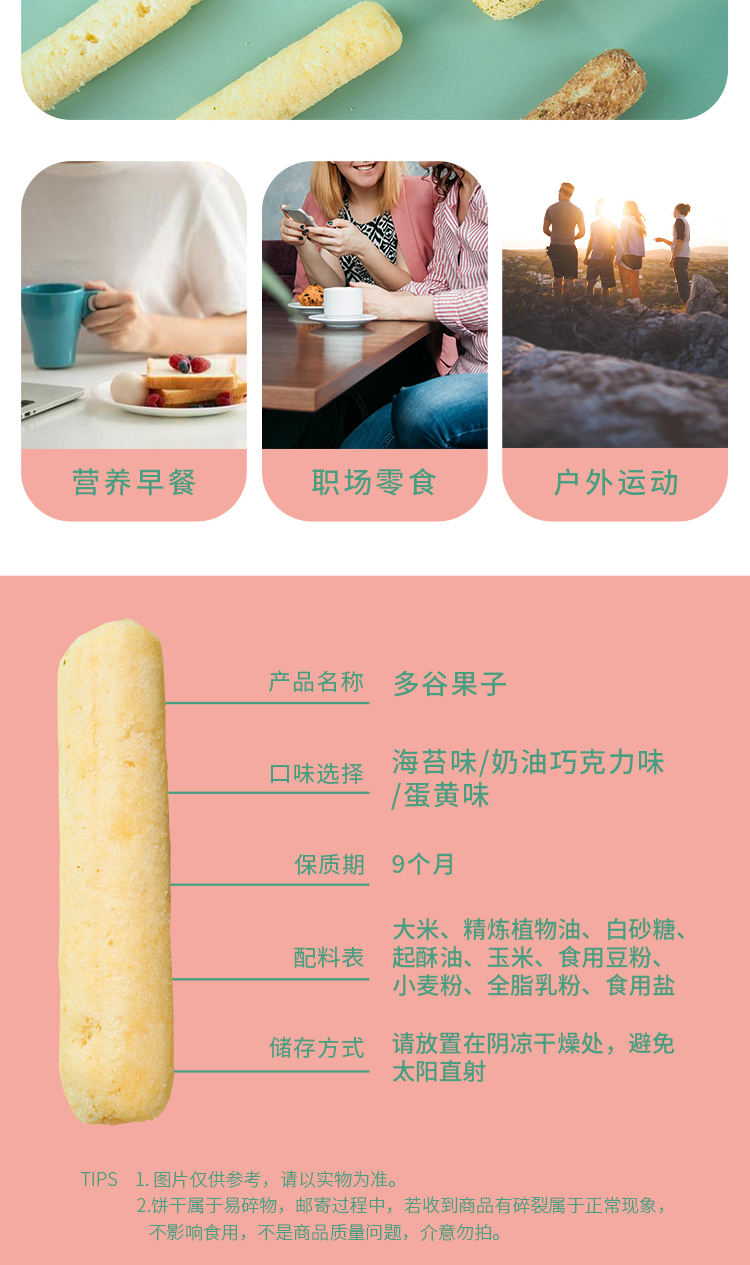 营养早餐
职场零食
户外运动
产品名称
多谷果子
口味选择
海苔味/奶油巧克力味
/蛋黄味
保质期
9个月
配料表
大米、精炼植物油、白砂糖、
起酥油、玉米、食用豆粉、
小麦粉、全脂乳粉、食用盐
储存方式
请放置在阴凉干燥处，避免
太阳直射
TIPS 1. 图片仅供参考，请以实物为准。
2.饼干属于易碎物，邮寄过程中，若收到商品有碎裂属于正常现象，
不影响食用，不是商品质量问题，介意勿拍。